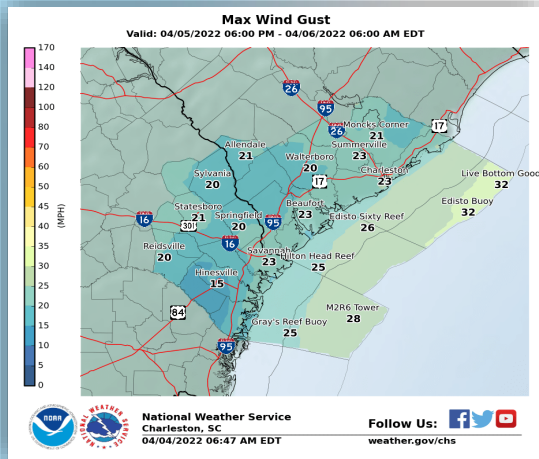 Max Wind Gust
Valid: 04/05/2022 06:00 PM - 04/06/2022 06:00 AM EDT
170
140
120
100
80
70
60
50
45
40
35
30
25
20
15
10
5
0
(MPH)
26
95
26
Moncks Corner
21
17
Allendale
21
Summerville
23
Walterboro
20
Sylvania
20
17
Charleston
23
Live Bottom Good
32
Statesboro
21
Springfield
20
Beaufort
23
Edisto Buoy
32
16
301
95
Edisto Sixty Reef
26
16
Reidsville
20
Savannah
23
Hilton Head Reef
25
Hinesville
15
84
M2R6 Tower
28
Gray's Reef Buoy
25
95
NOAA
NATIONAL WEATHER SERVICE
National Weather Service
Charleston, SC
04/04/2022 06:47 AM EDT
Follow Us:
weather.gov/chs